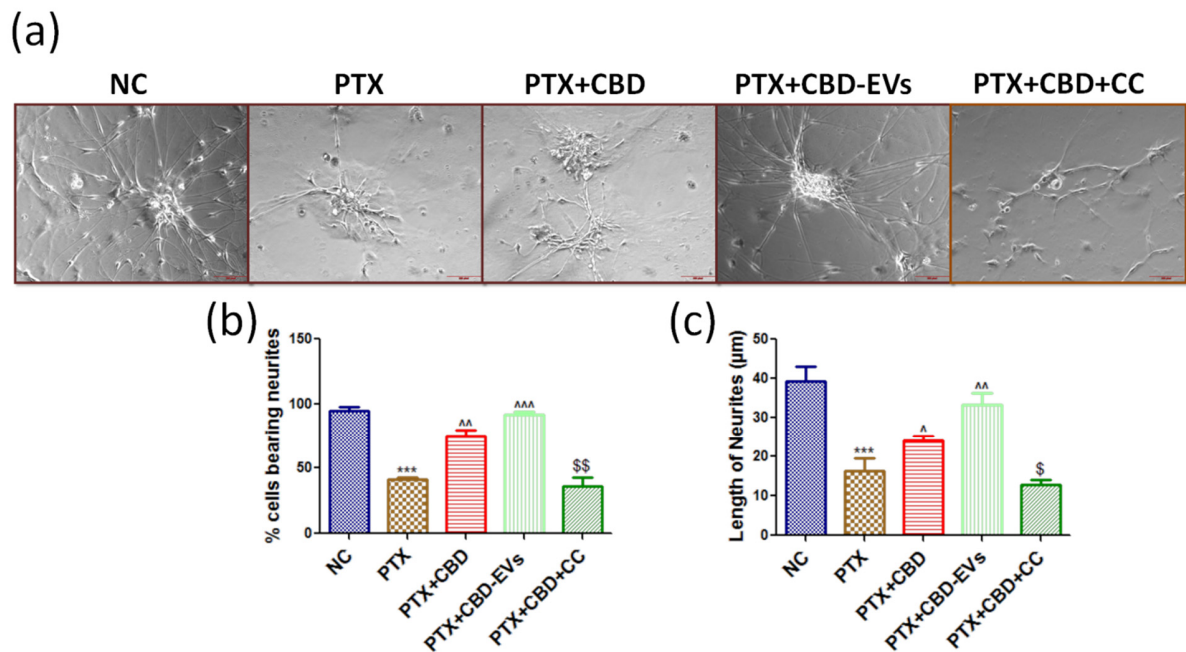 (a)
NC PTX PTX+CBD PTX+CBD-EVs PTX+CBD+CC
(b)
% cells bearing neurites
150
100
50
0
***
^^
^^^
$$
NC PTX PTX+CBD PTX+CBD-EVs PTX+CBD+CC
(c)
Length of Neurites (µm)
50
40
30
20
10
0
***
^
^^
$
NC PTX PTX+CBD PTX+CBD-EVs PTX+CBD+CC